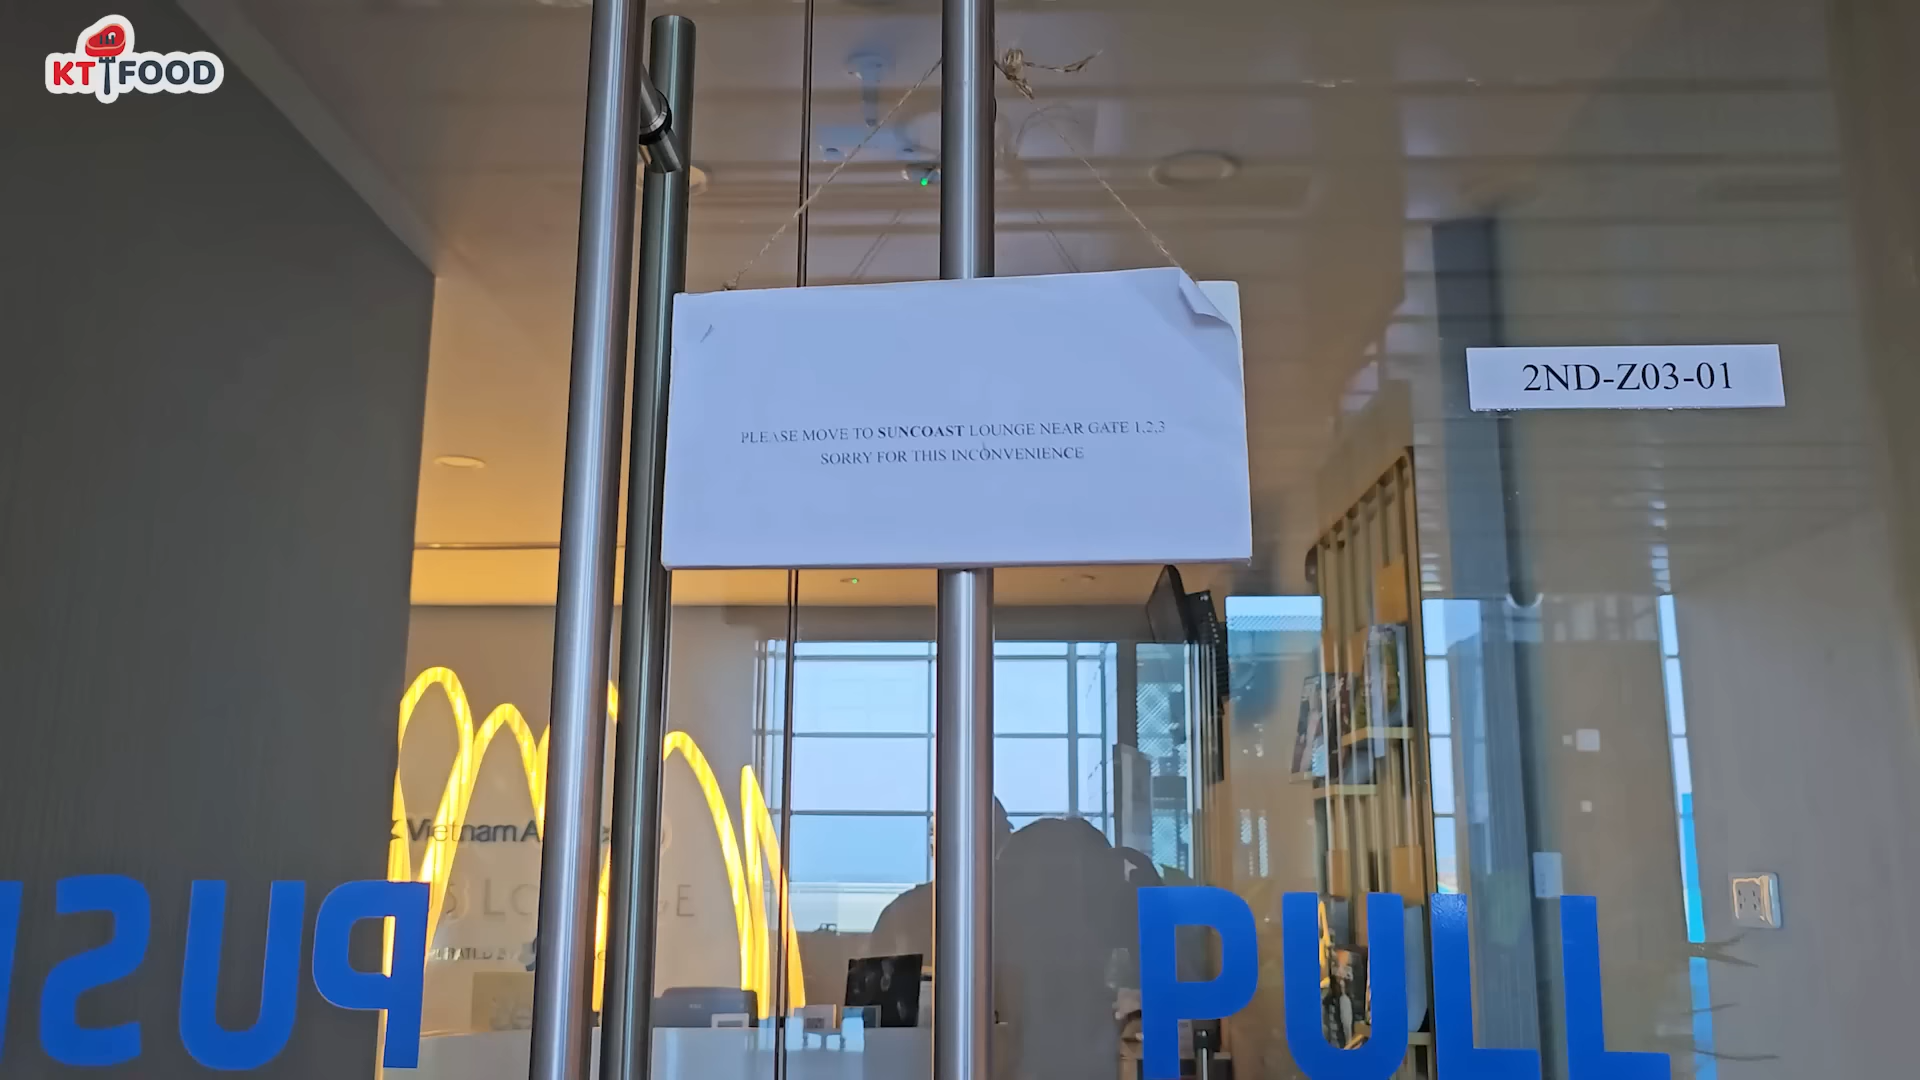 KT FOOD
PLEASE MOVE TO SUNCOAST LOUNGE NEAR GATE 1,2,3
SORRY FOR THIS INCONVENIENCE
2ND-Z03-01
Vietnam
PUSH
PULL